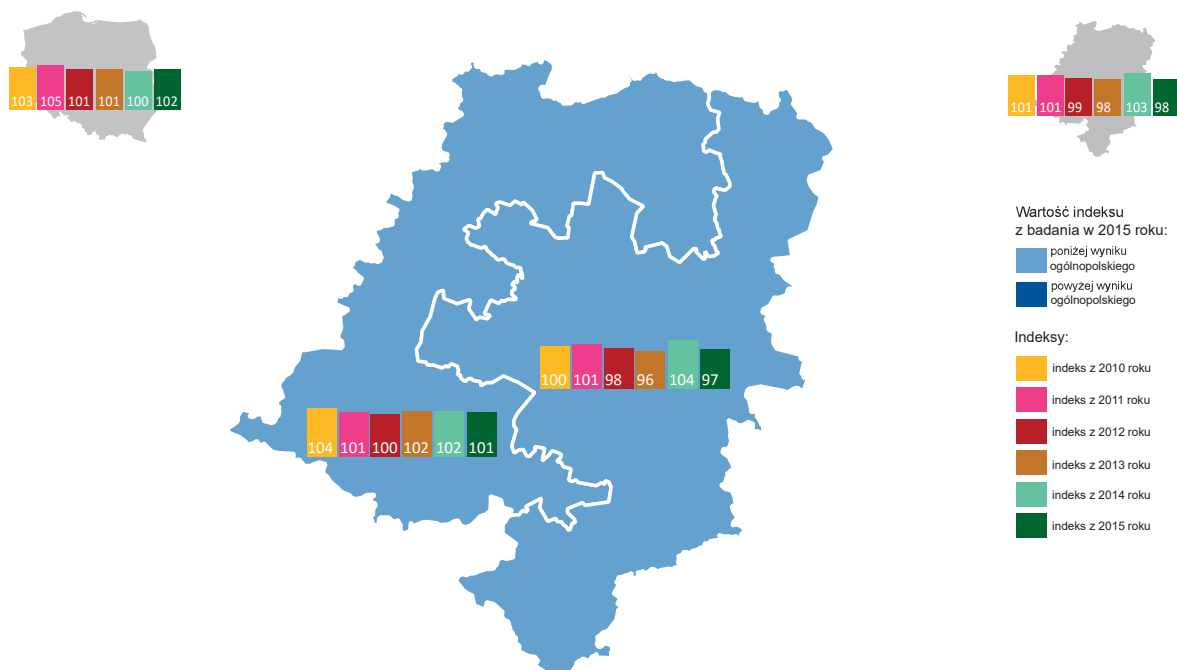 103 105 101 101 100 102
101 101 99 98 103 98
Wartość indeksu
z badania w 2015 roku:
poniżej wyniku
ogólnopolskiego
powyżej wyniku
ogólnopolskiego
Indeksy:
indeks z 2010 roku
indeks z 2011 roku
indeks z 2012 roku
indeks z 2013 roku
indeks z 2014 roku
indeks z 2015 roku
100 101 98 96 104 97
104 101 100 102 102 101